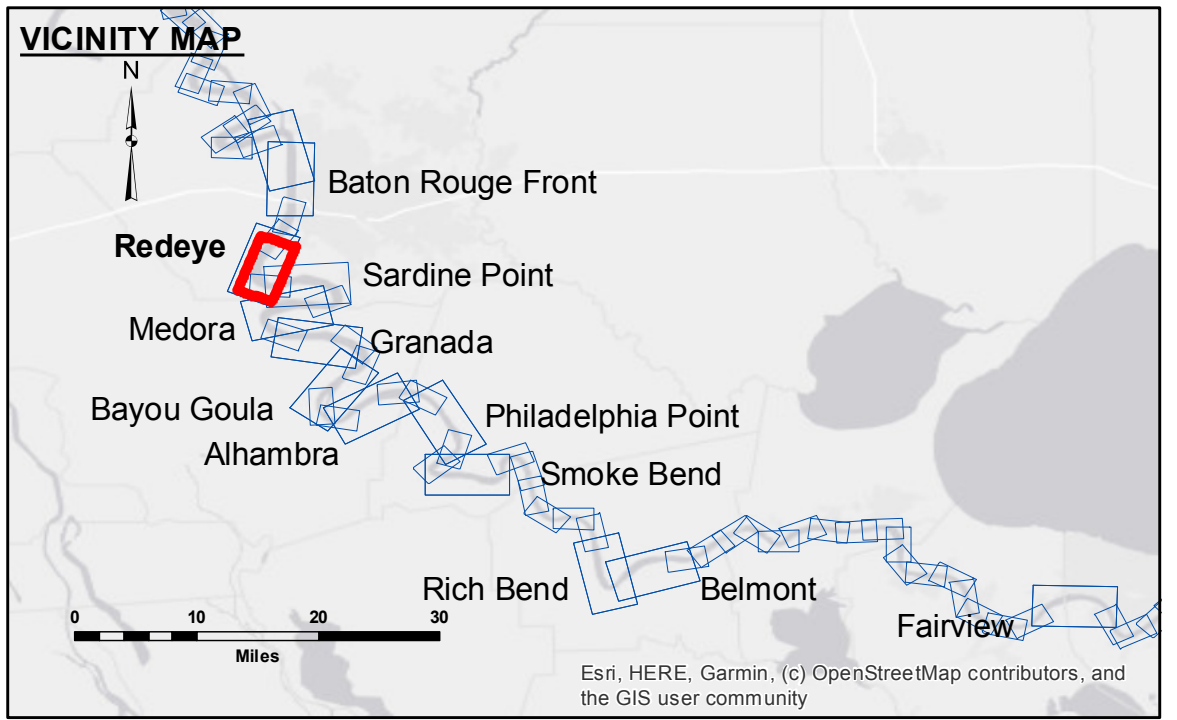 VICINITY MAP
N
Baton Rouge Front
Redeye
Sardine Point
Medora
Granada
Bayou Goula
Philadelphia Point
Alhambra
Smoke Bend
Rich Bend
Belmont
Fairview
0 10 20 30
Miles
Esri, HERE, Garmin, (c) OpenStreetMap contributors, and
the GIS user community